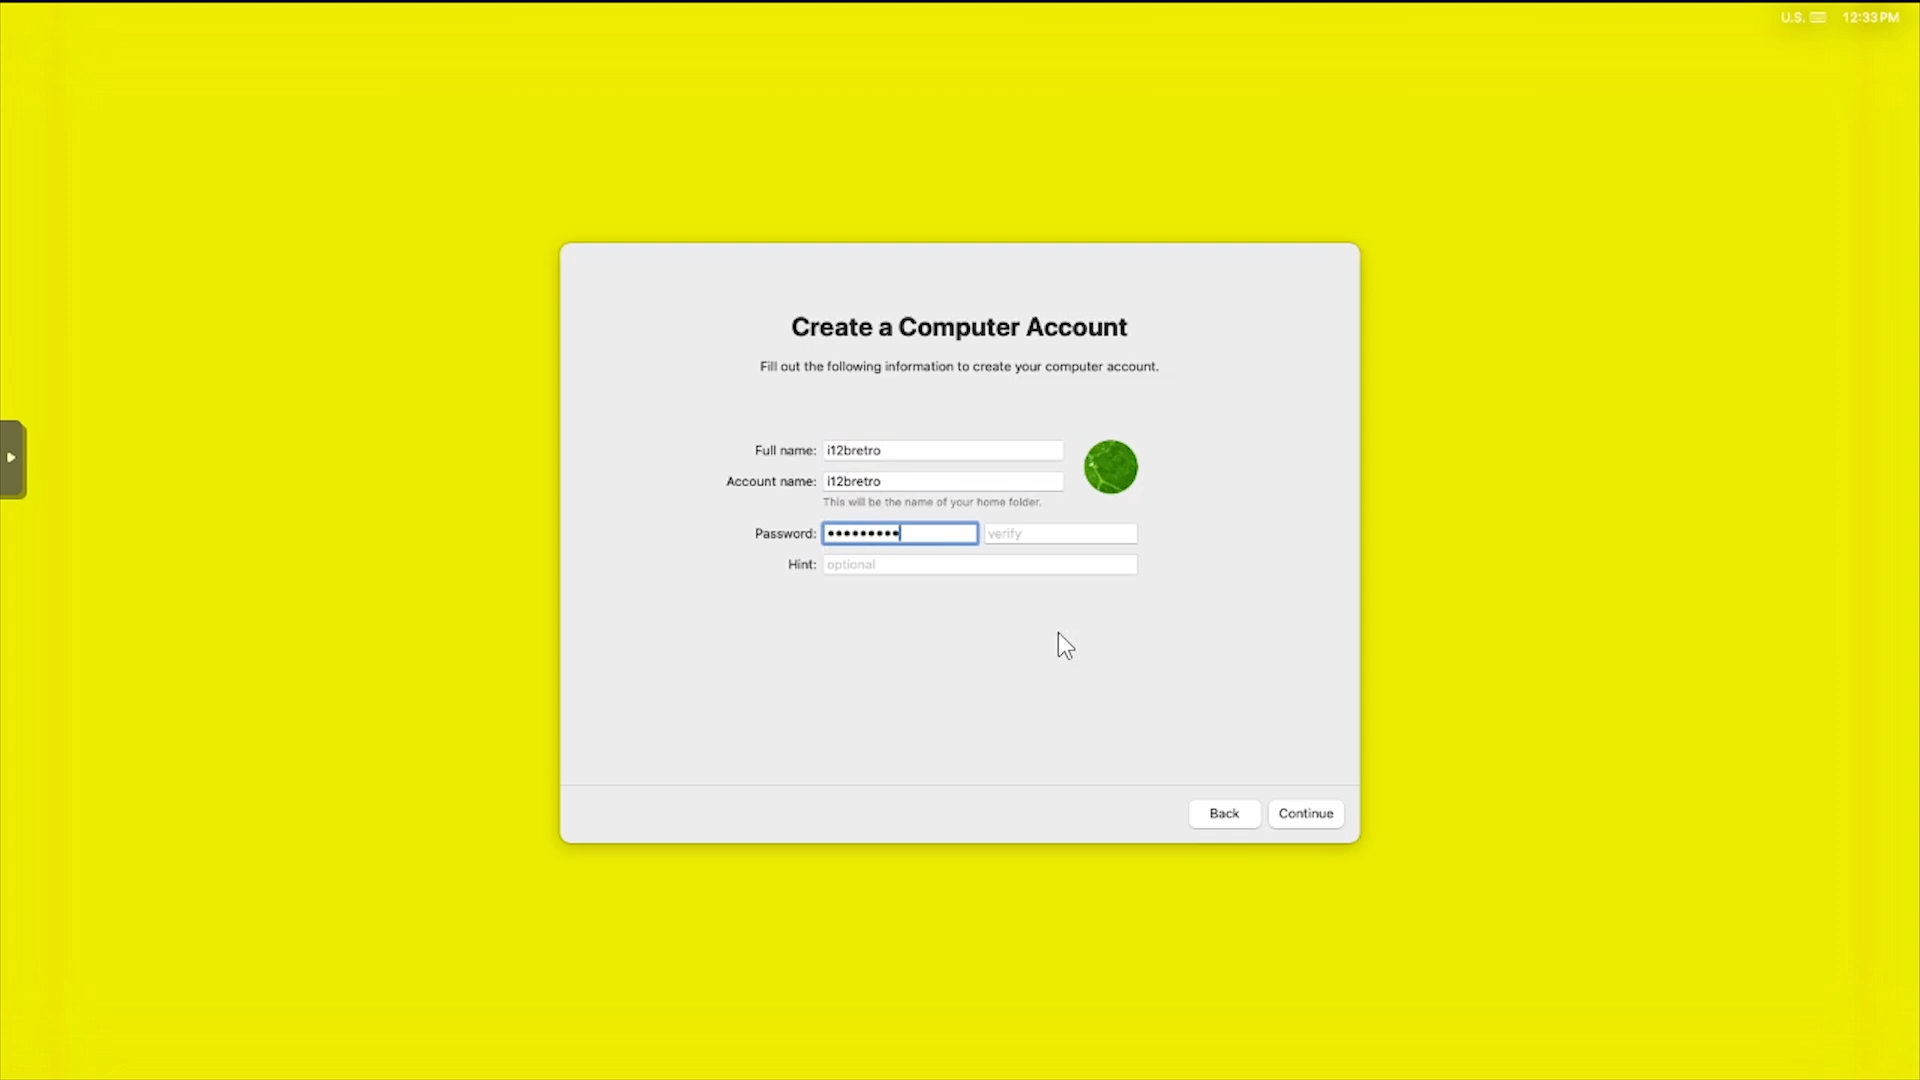 U.S. 12:33 PM
Create a Computer Account
Fill out the following information to create your computer account.
Full name: i12bretro
Account name: i12bretro
This will be the name of your home folder.
Password: ••••••••• verify
Hint: optional
Back Continue